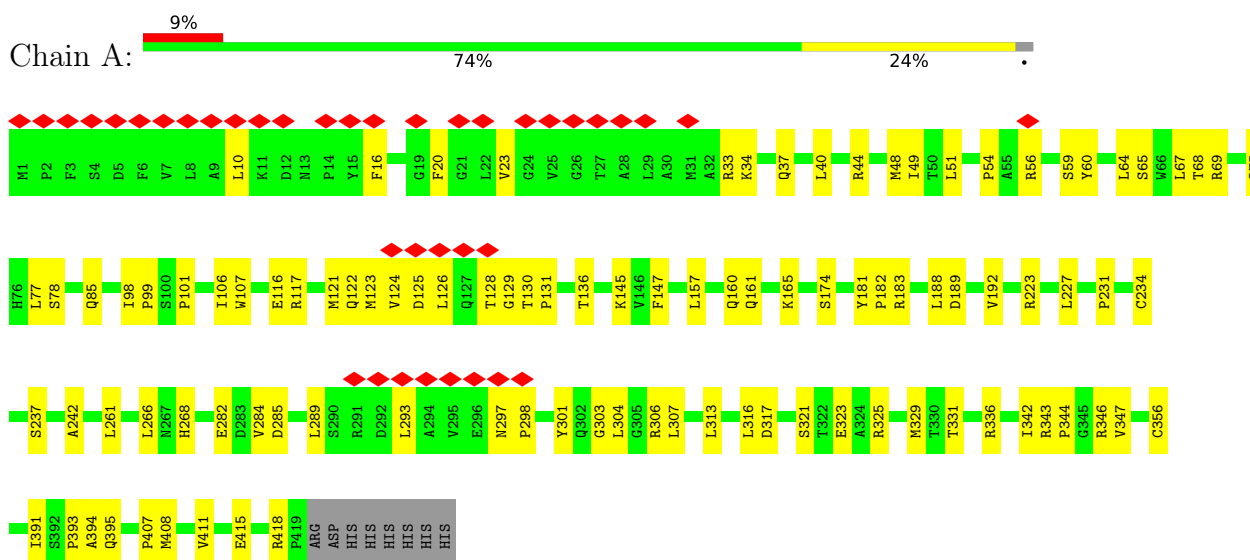 9%
Chain A:
74% 24% •
M1 P2 F3 S4 D5 F6 V7 L8 A9 L10 K11 D12 N13 P14 Y15 F16 G19 F20 G21 L22 V23 G24 V25 G26 T27 A28 L29 A30 M31 A32 R33 K34 Q37 L40 R44 M48 I49 T50 L51 P54 A55 R56 S59 Y60 L64 S65 W66 L67 T68 R69
H76 L77 S78 Q85 I98 P99 S100 P101 I106 W107 E116 R117 M121 Q122 M123 V124 D125 L126 Q127 T128 G129 T130 P131 T136 K145 V146 F147 L157 Q160 Q161 K165 S174 Y181 P182 R183 L188 D189 V192 R223 L227 P231 C234
S237 A242 L261 L266 N267 H268 E282 D283 V284 D285 L289 S290 R291 D292 L293 A294 V295 E296 N297 P298 Y301 Q302 G303 L304 G305 R306 L307 L313 L316 D317 S321 T322 E323 A324 R325 M329 T330 T331 R336 I342 R343 P344 G345 R346 V347 C356
I391 S392 P393 A394 Q395 P407 M408 V411 E415 R418 P419 ARG ASP HIS HIS HIS HIS HIS HIS